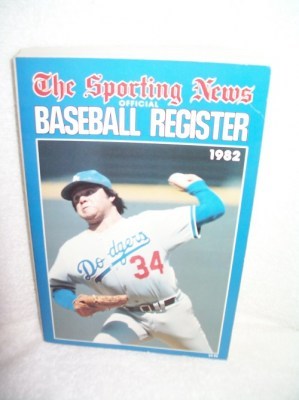 The Sporting News
OFFICIAL
BASEBALL REGISTER
1982
Dodgers
34